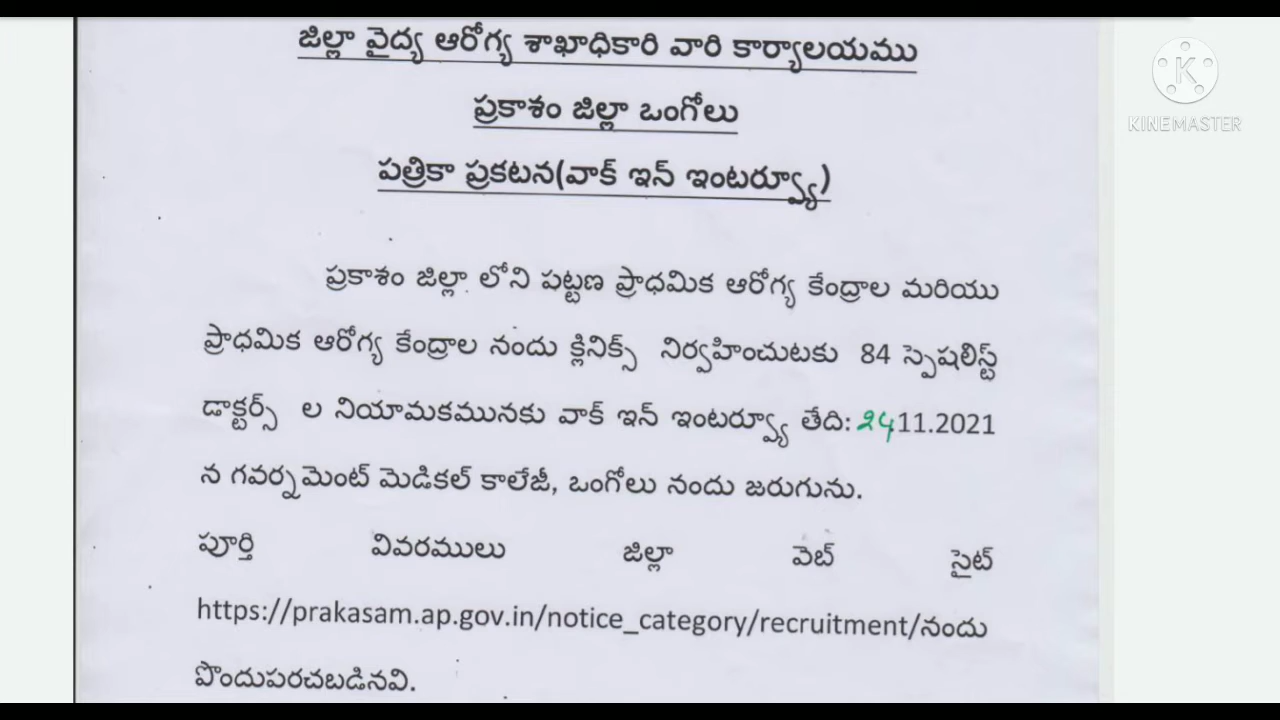 జిల్లా వైద్య ఆరోగ్య శాఖాధికారి వారి కార్యాలయము
ప్రకాశం జిల్లా ఒంగోలు
పత్రికా ప్రకటన(వాక్ ఇన్ ఇంటర్వ్యూ)
KINEMASTER
ప్రకాశం జిల్లా లోని పట్టణ ప్రాధమిక ఆరోగ్య కేంద్రాల మరియు
ప్రాధమిక ఆరోగ్య కేంద్రాల నందు క్లినిక్స్ నిర్వహించుటకు 84 స్పెషలిస్ట్
డాక్టర్స్ ల నియామకమునకు వాక్ ఇన్ ఇంటర్వ్యూ తేది: 24.11.2021
న గవర్నమెంట్ మెడికల్ కాలేజీ, ఒంగోలు నందు జరుగును.
పూర్తి వివరములు జిల్లా వెబ్ సైట్
https://prakasam.ap.gov.in/notice_category/recruitment/నందు
పొందుపరచబడినవి.